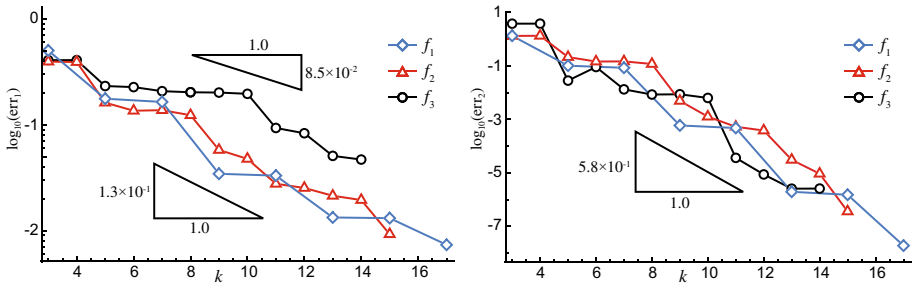 0
-1
-2
log₁₀(err₁)
4 6 8 10 12 14 16
k
f₁
f₂
f₃
1.0
8.5×10⁻²
1.3×10⁻¹
1.0
1
-1
-3
-5
-7
log₁₀(err₂)
4 6 8 10 12 14 16
k
f₁
f₂
f₃
5.8×10⁻¹
1.0